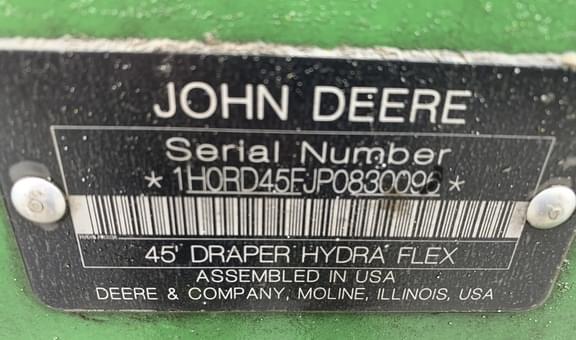 JOHN DEERE
Serial Number
* 1H0RD45FJP0830096 *
45' DRAPER HYDRA FLEX
ASSEMBLED IN USA
DEERE & COMPANY, MOLINE, ILLINOIS, USA